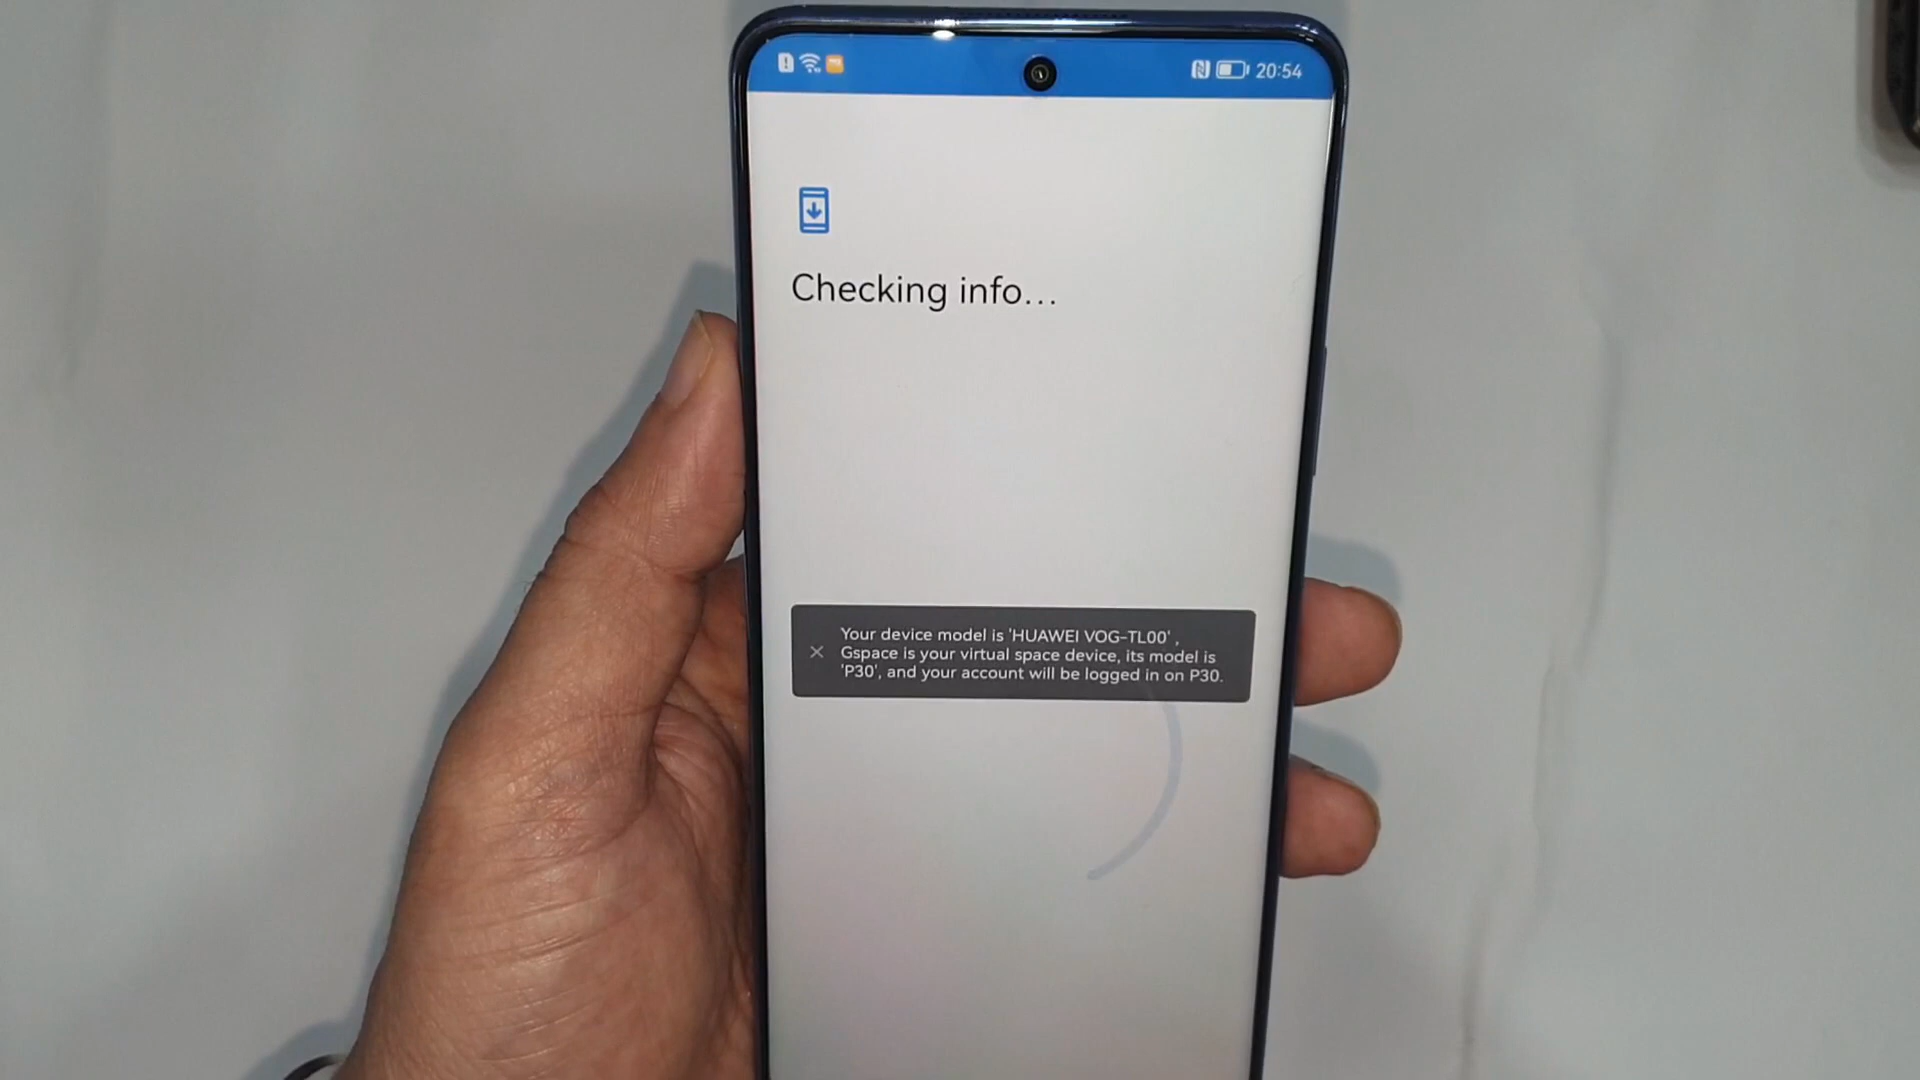 20:54
Checking info...
Your device model is 'HUAWEI VOG-TL00' ,
Gspace is your virtual space device, its model is
'P30', and your account will be logged in on P30.